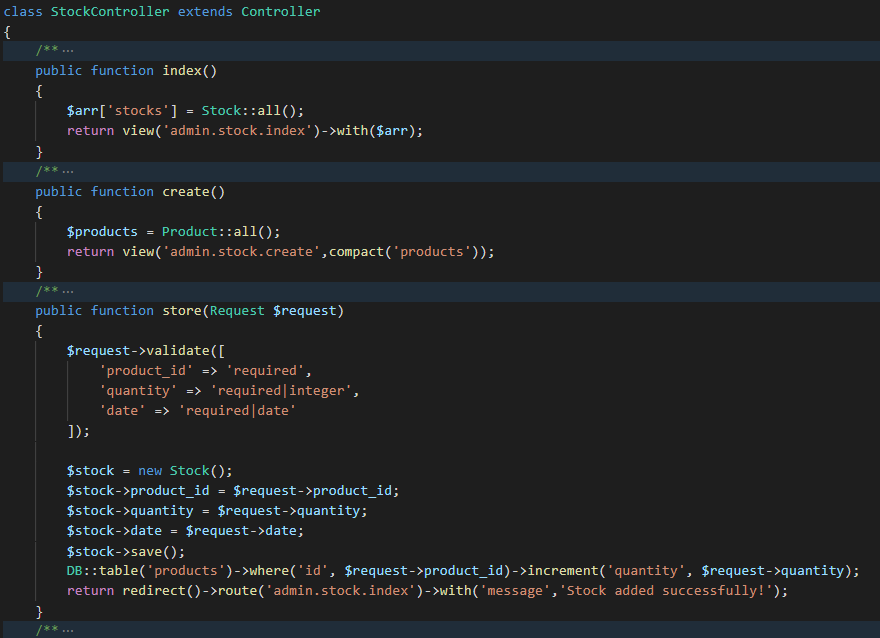 class StockController extends Controller
{
    /** ...
    public function index()
    {
        $arr['stocks'] = Stock::all();
        return view('admin.stock.index')->with($arr);
    }
    /** ...
    public function create()
    {
        $products = Product::all();
        return view('admin.stock.create',compact('products'));
    }
    /** ...
    public function store(Request $request)
    {
        $request->validate([
            'product_id' => 'required',
            'quantity' => 'required|integer',
            'date' => 'required|date'
        ]);

        $stock = new Stock();
        $stock->product_id = $request->product_id;
        $stock->quantity = $request->quantity;
        $stock->date = $request->date;
        $stock->save();
        DB::table('products')->where('id', $request->product_id)->increment('quantity', $request->quantity);
        return redirect()->route('admin.stock.index')->with('message','Stock added successfully!');
    }
    /** ...